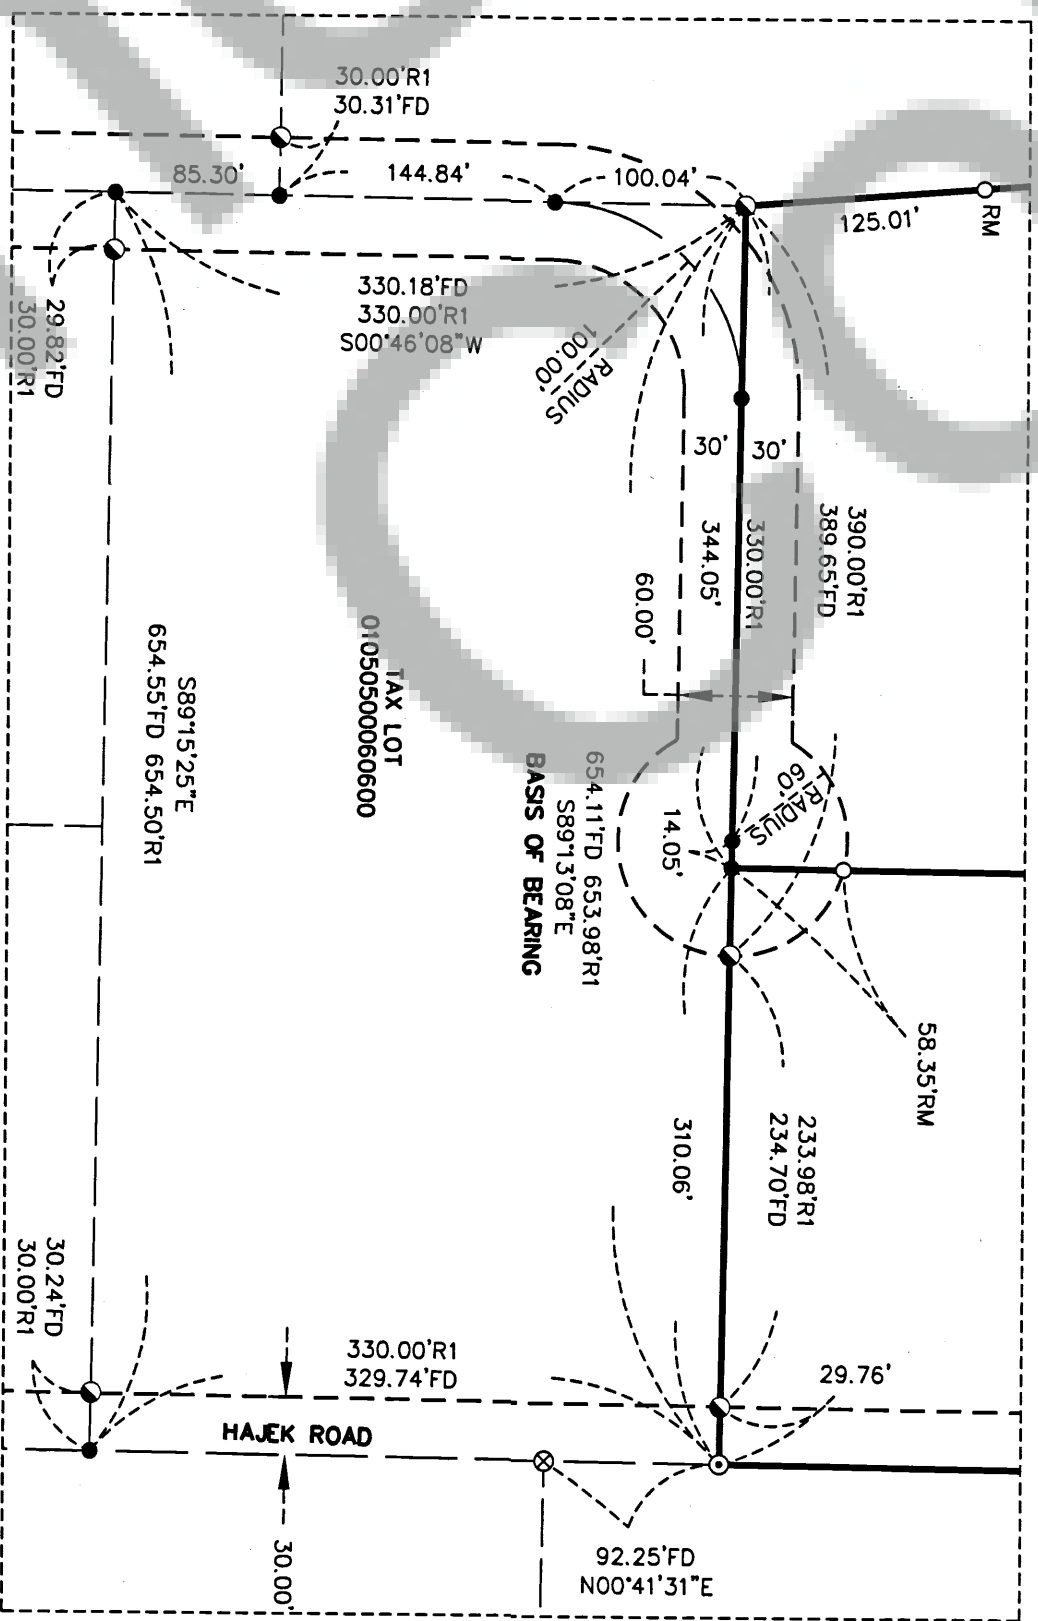 30.00'R1
30.31'FD
85.30'
144.84'
100.04'
125.01'
RM
330.18'FD
330.00'R1
S00°46'08"W
29.82'FD
30.00'R1
RADIUS
100.00'
30'
30'
390.00'R1
389.65'FD
330.00'R1
344.05'
60.00'
TAX LOT
010505000060600
S89°15'25"E
654.55'FD 654.50'R1
654.11'FD 653.98'R1
S89°13'08"E
BASIS OF BEARING
RADIUS
60'
14.05'
58.35'RM
233.98'R1
234.70'FD
310.06'
30.24'FD
30.00'R1
330.00'R1
329.74'FD
29.76'
HAJEK ROAD
30.00'
92.25'FD
N00°41'31"E